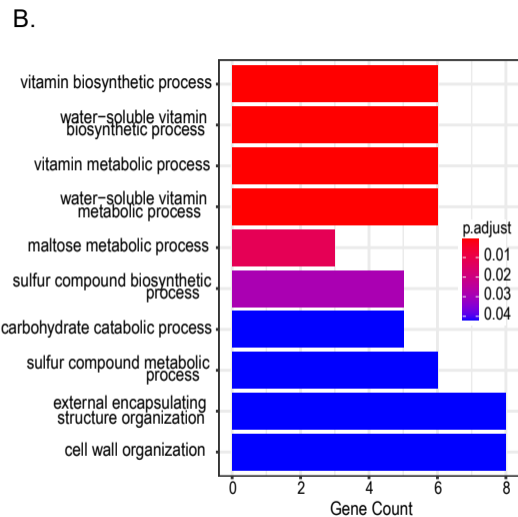 B.
vitamin biosynthetic process
water−soluble vitamin
biosynthetic process
vitamin metabolic process
water−soluble vitamin
metabolic process
maltose metabolic process
sulfur compound biosynthetic
process
carbohydrate catabolic process
sulfur compound metabolic
process
external encapsulating
structure organization
cell wall organization
p.adjust
0.01
0.02
0.03
0.04
0 2 4 6 8
Gene Count